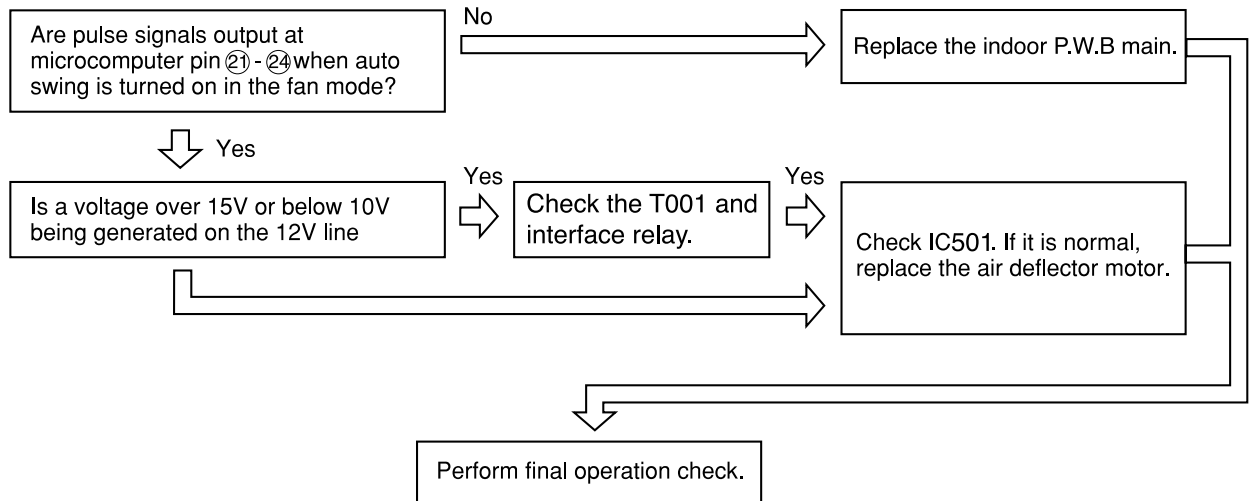 Are pulse signals output at
microcomputer pin ㉑ - ㉔ when auto
swing is turned on in the fan mode?
No
Replace the indoor P.W.B main.
Yes
Is a voltage over 15V or below 10V
being generated on the 12V line
Yes
Check the T001 and
interface relay.
Yes
Check IC501. If it is normal,
replace the air deflector motor.
Perform final operation check.